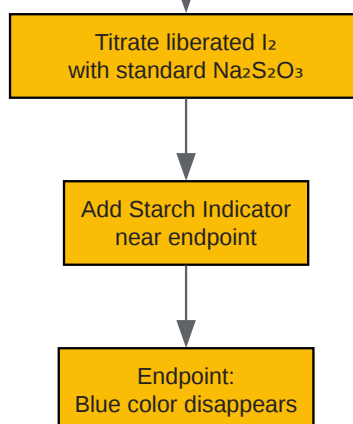 Titrate liberated I₂
with standard Na₂S₂O₃
Add Starch Indicator
near endpoint
Endpoint:
Blue color disappears